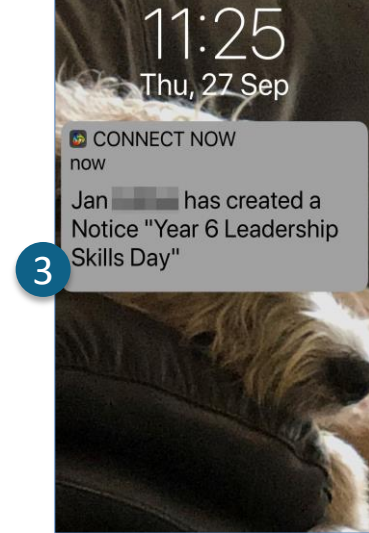 11:25
Thu, 27 Sep
CONNECT NOW
now
Jan has created a
Notice "Year 6 Leadership
Skills Day"
3